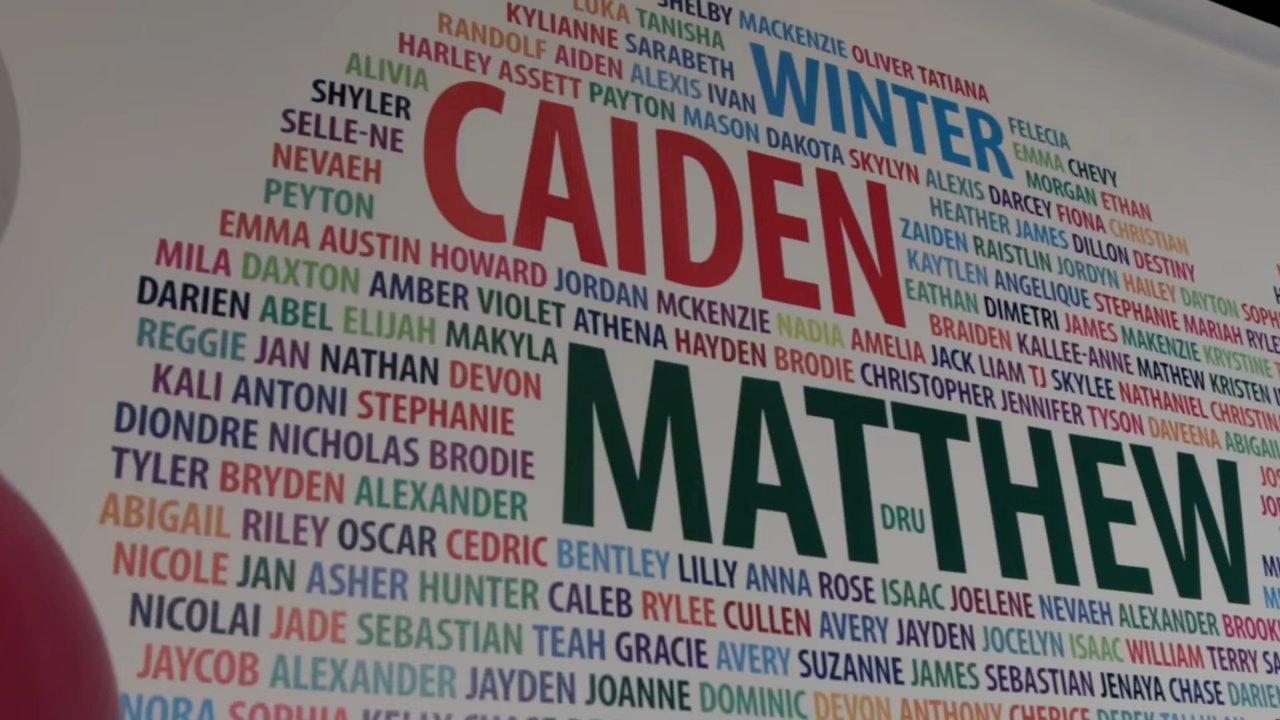 SHELBY MACKENZIE OLIVER TATIANA
LUKA TANISHA
KYLIANNE SARABETH
WINTER
RANDOLF AIDEN ALEXIS IVAN
FELECIA
HARLEY ASSETT PAYTON MASON DAKOTA SKYLYN ALEXIS DARCEY FIONA CHRISTIAN
EMMA CHEVY
MORGAN ETHAN
ALIVIA
CAIDEN
HEATHER JAMES DILLON DESTINY
SHYLER
ZAIDEN RAISTLIN JORDYN HAILEY DAYTON
SELLE-NE
KAYTLEN ANGELIQUE STEPHANIE MARIAH
NEVAEH
EATHAN DIMETRI JAMES MAKENZIE KRYSTINE
PEYTON
BRAIDEN KALLEE-ANNE MATHEW KRISTEN
EMMA AUSTIN HOWARD JORDAN MCKENZIE NADIA AMELIA JACK LIAM TJ SKYLEE NATHANIEL
MILA DAXTON AMBER VIOLET ATHENA HAYDEN BRODIE CHRISTOPHER JENNIFER TYSON DAVEENA
DARIEN ABEL ELIJAH MAKYLA
MATTHEW
REGGIE JAN NATHAN DEVON
KALI ANTONI STEPHANIE
DIONDRE NICHOLAS BRODIE
DRU
TYLER BRYDEN ALEXANDER
ABIGAIL RILEY OSCAR CEDRIC BENTLEY LILLY ANNA ROSE ISAAC JOELENE NEVAEH ALEXANDER
NICOLE JAN ASHER HUNTER CALEB RYLEE CULLEN AVERY JAYDEN JOCELYN ISAAC WILLIAM TERRY
NICOLAI JADE SEBASTIAN TEAH GRACIE AVERY SUZANNE JAMES SEBASTIAN JENAYA CHASE
JAYCOB ALEXANDER JAYDEN JOANNE DOMINIC DEVON ANTHONY CHERICE
NORA SOPHIA KELLY